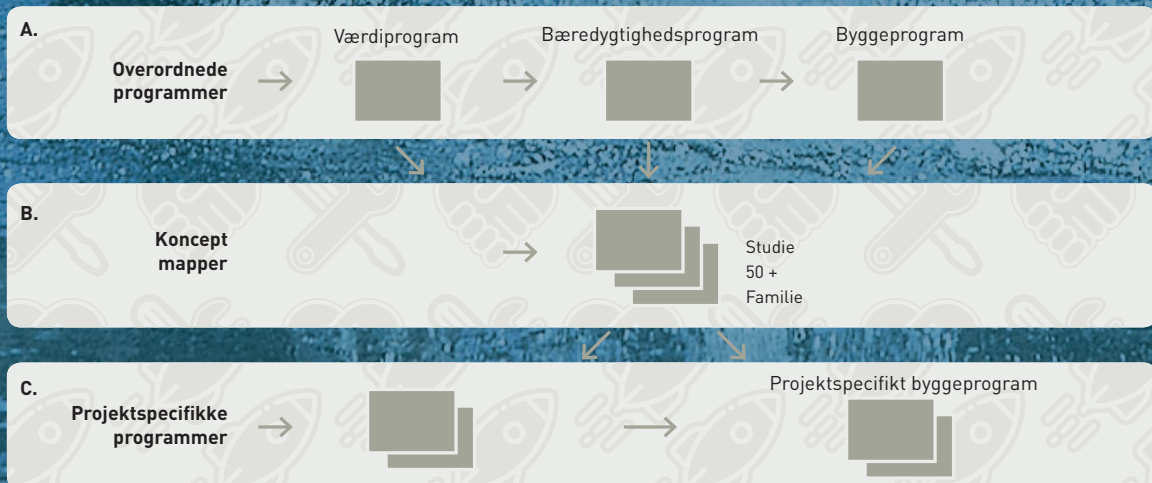 A.
Overordnede
programmer
Værdiprogram
Bæredygtighedsprogram
Byggeprogram
B.
Koncept
mapper
Studie
50 +
Familie
C.
Projektspecifikke
programmer
Projektspecifikt byggeprogram